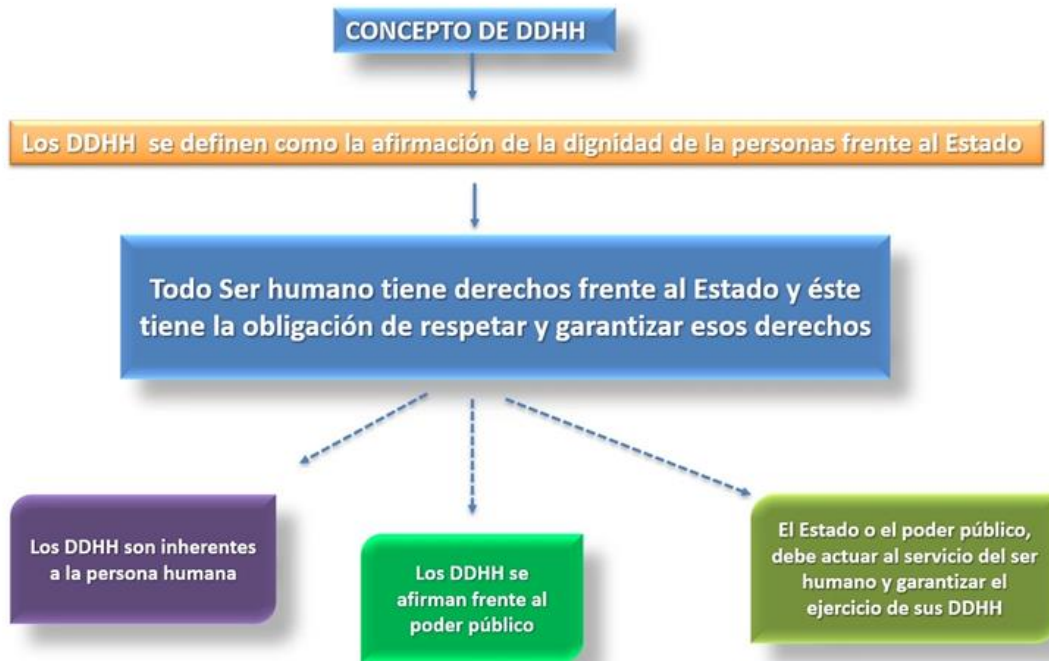 CONCEPTO DE DDHH
Los DDHH se definen como la afirmación de la dignidad de la personas frente al Estado
Todo Ser humano tiene derechos frente al Estado y éste
tiene la obligación de respetar y garantizar esos derechos
Los DDHH son inherentes
a la persona humana
Los DDHH se
afirman frente al
poder público
El Estado o el poder público,
debe actuar al servicio del ser
humano y garantizar el
ejercicio de sus DDHH